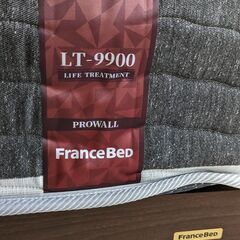 LT-9900
LIFE TREATMENT
PROWALL
FRANCEBED
FRANCEBED